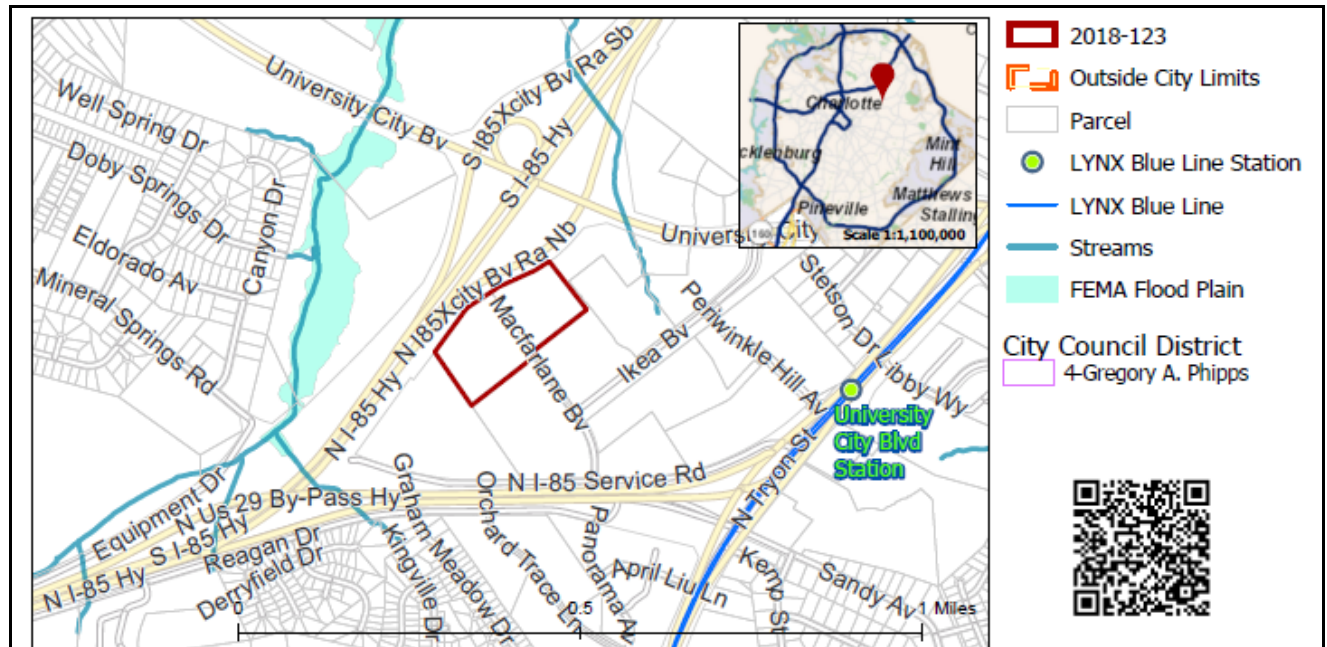 University City Bv
S I85Xcity Bv Ra Sb
S I-85 Hy
Well Spring Dr
Doby Springs Dr
Canyon Dr
Eldorado Av
Mineral Springs Rd
N I85Xcity Bv Ra Nb
N I-85 Hy
Macfarlane Bv
Ikea Bv
University City
Periwinkle Hill Av
Stetson Dr
Libby Wy
University
City Blvd
Station
N Tryon St
N I-85 Service Rd
Equipment Dr
N Us 29 By-Pass Hy
S I-85 Hy
N I-85 Hy
Reagan Dr
Derryfield Dr
Kingville Dr
Graham Meadow Dr
Orchard Trace Ln
Panorama Av
April Liu Ln
Kemp St
Sandy Av
0
0.5
1 Miles
Charlotte
cklenburg
Mint
Hill
Matthews
Stallin
Pineville
160
Scale 1:1,100,000
2018-123
Outside City Limits
Parcel
LYNX Blue Line Station
LYNX Blue Line
Streams
FEMA Flood Plain
City Council District
4-Gregory A. Phipps